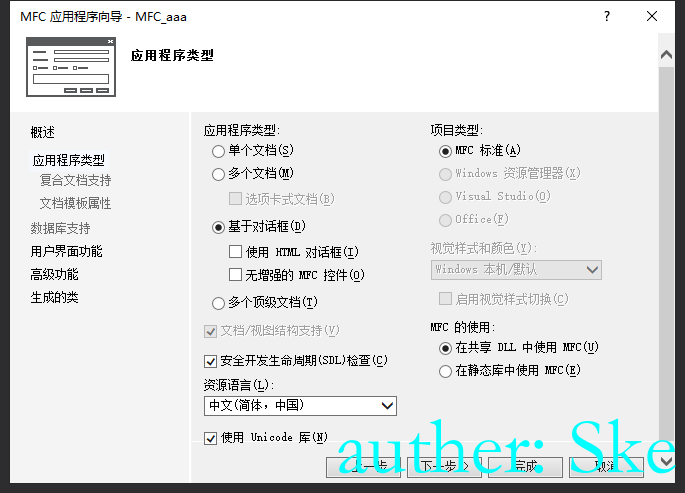 MFC 应用程序向导 - MFC_aaa
应用程序类型
概述
应用程序类型
复合文档支持
文档模板属性
数据库支持
用户界面功能
高级功能
生成的类
应用程序类型:
单个文档(S)
多个文档(M)
选项卡式文档(B)
基于对话框(D)
使用 HTML 对话框(I)
无增强的 MFC 控件(O)
多个顶级文档(T)
文档/视图结构支持(V)
安全开发生命周期(SDL)检查(C)
资源语言(L):
中文(简体，中国)
使用 Unicode 库(N)
项目类型:
MFC 标准(A)
Windows 资源管理器(X)
Visual Studio(O)
Office(F)
视觉样式和颜色(Y):
Windows 本机/默认
启用视觉样式切换(C)
MFC 的使用:
在共享 DLL 中使用 MFC(U)
在静态库中使用 MFC(E)
上一步 下一步 > 完成 取消
auther: Ske